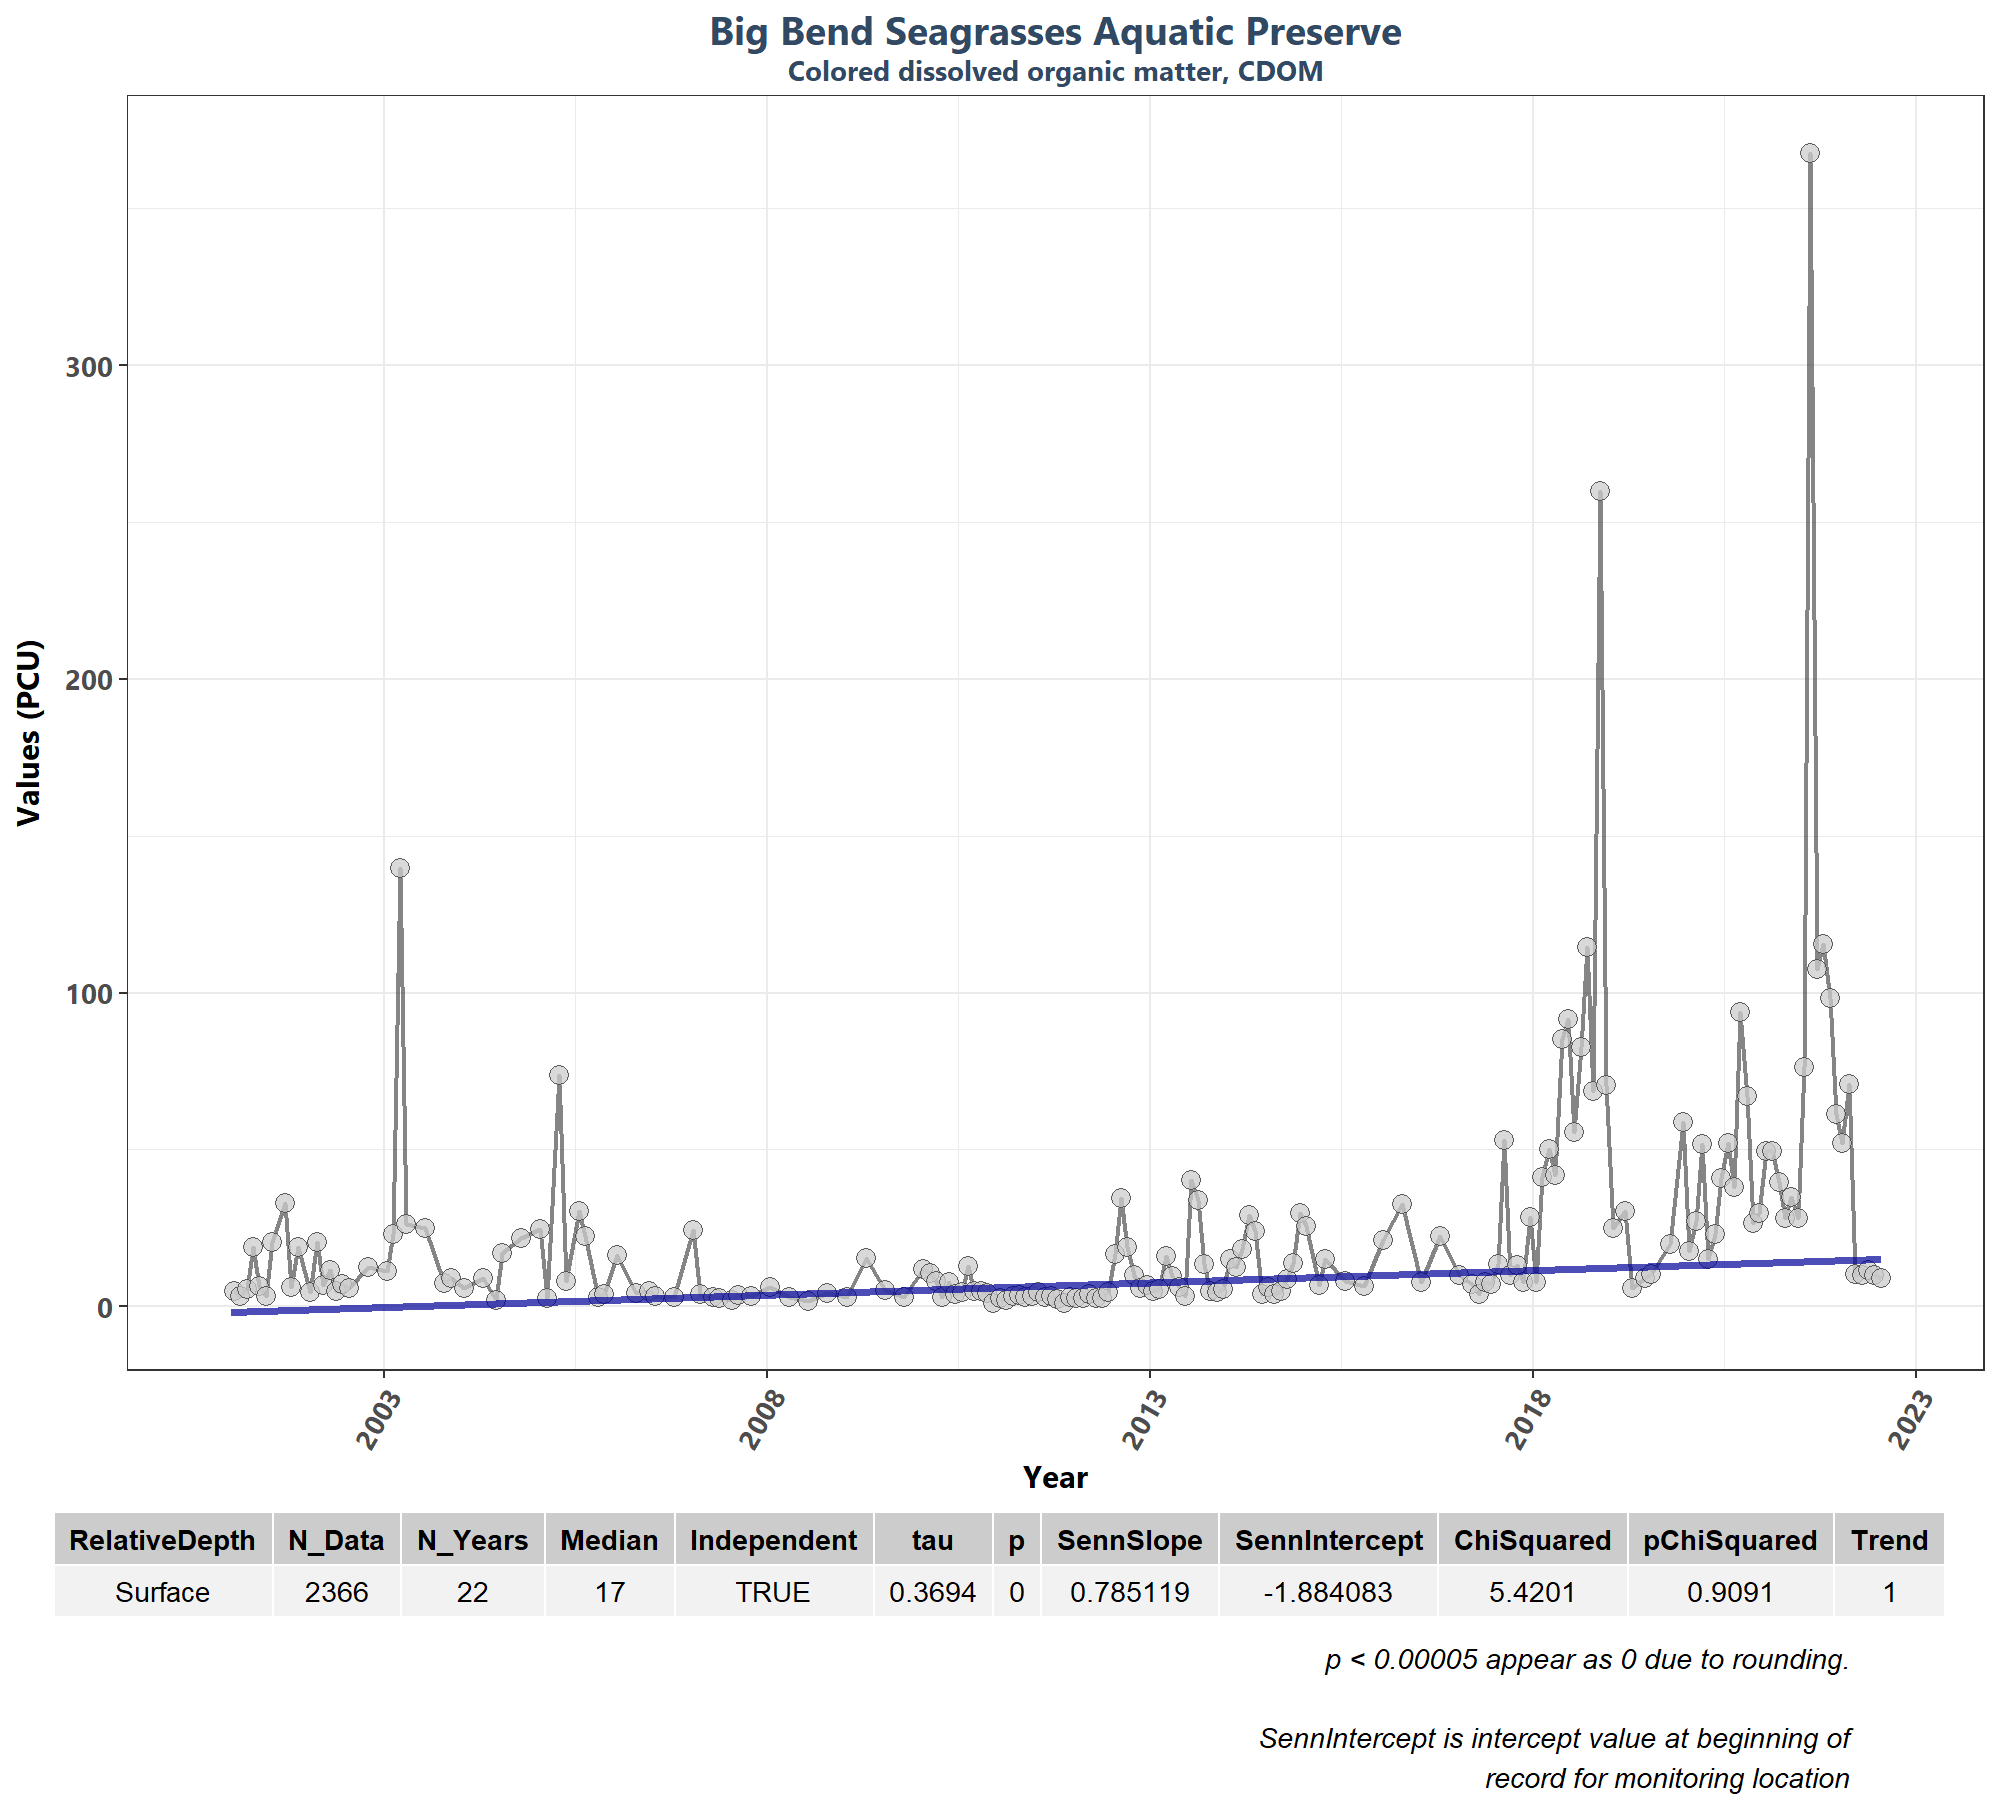 Big Bend Seagrasses Aquatic Preserve
Colored dissolved organic matter, CDOM
Values (PCU)
300
200
100
0
2003 2008 2013 2018 2023
Year
RelativeDepth N_Data N_Years Median Independent tau p SennSlope SennIntercept ChiSquared pChiSquared Trend
Surface 2366 22 17 TRUE 0.3694 0 0.785119 -1.884083 5.4201 0.9091 1
p < 0.00005 appear as 0 due to rounding.
SennIntercept is intercept value at beginning of
record for monitoring location